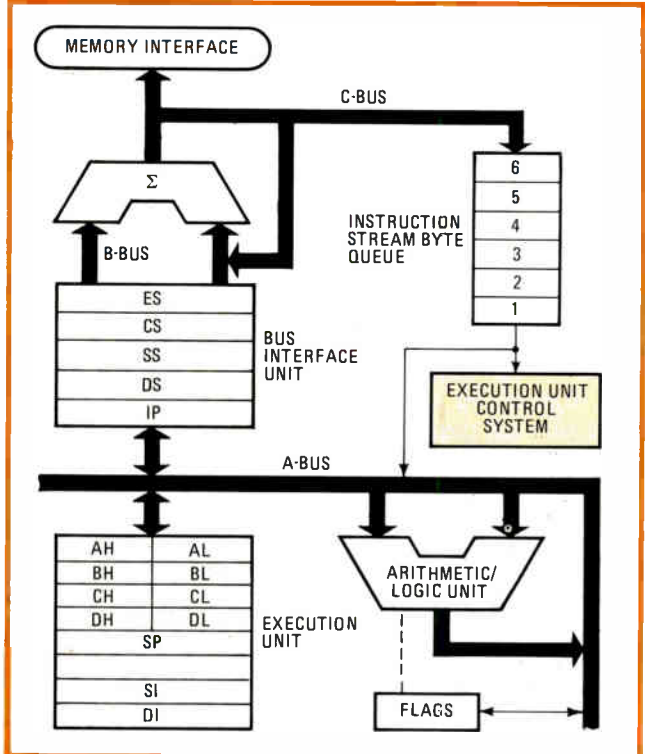 MEMORY INTERFACE
C-BUS
Σ
B-BUS
INSTRUCTION
STREAM BYTE
QUEUE
6
5
4
3
2
1
ES
CS
SS
DS
IP
BUS
INTERFACE
UNIT
EXECUTION UNIT
CONTROL
SYSTEM
A-BUS
AH AL
BH BL
CH CL
DH DL
SP
SI
DI
EXECUTION
UNIT
ARITHMETIC/
LOGIC UNIT
FLAGS